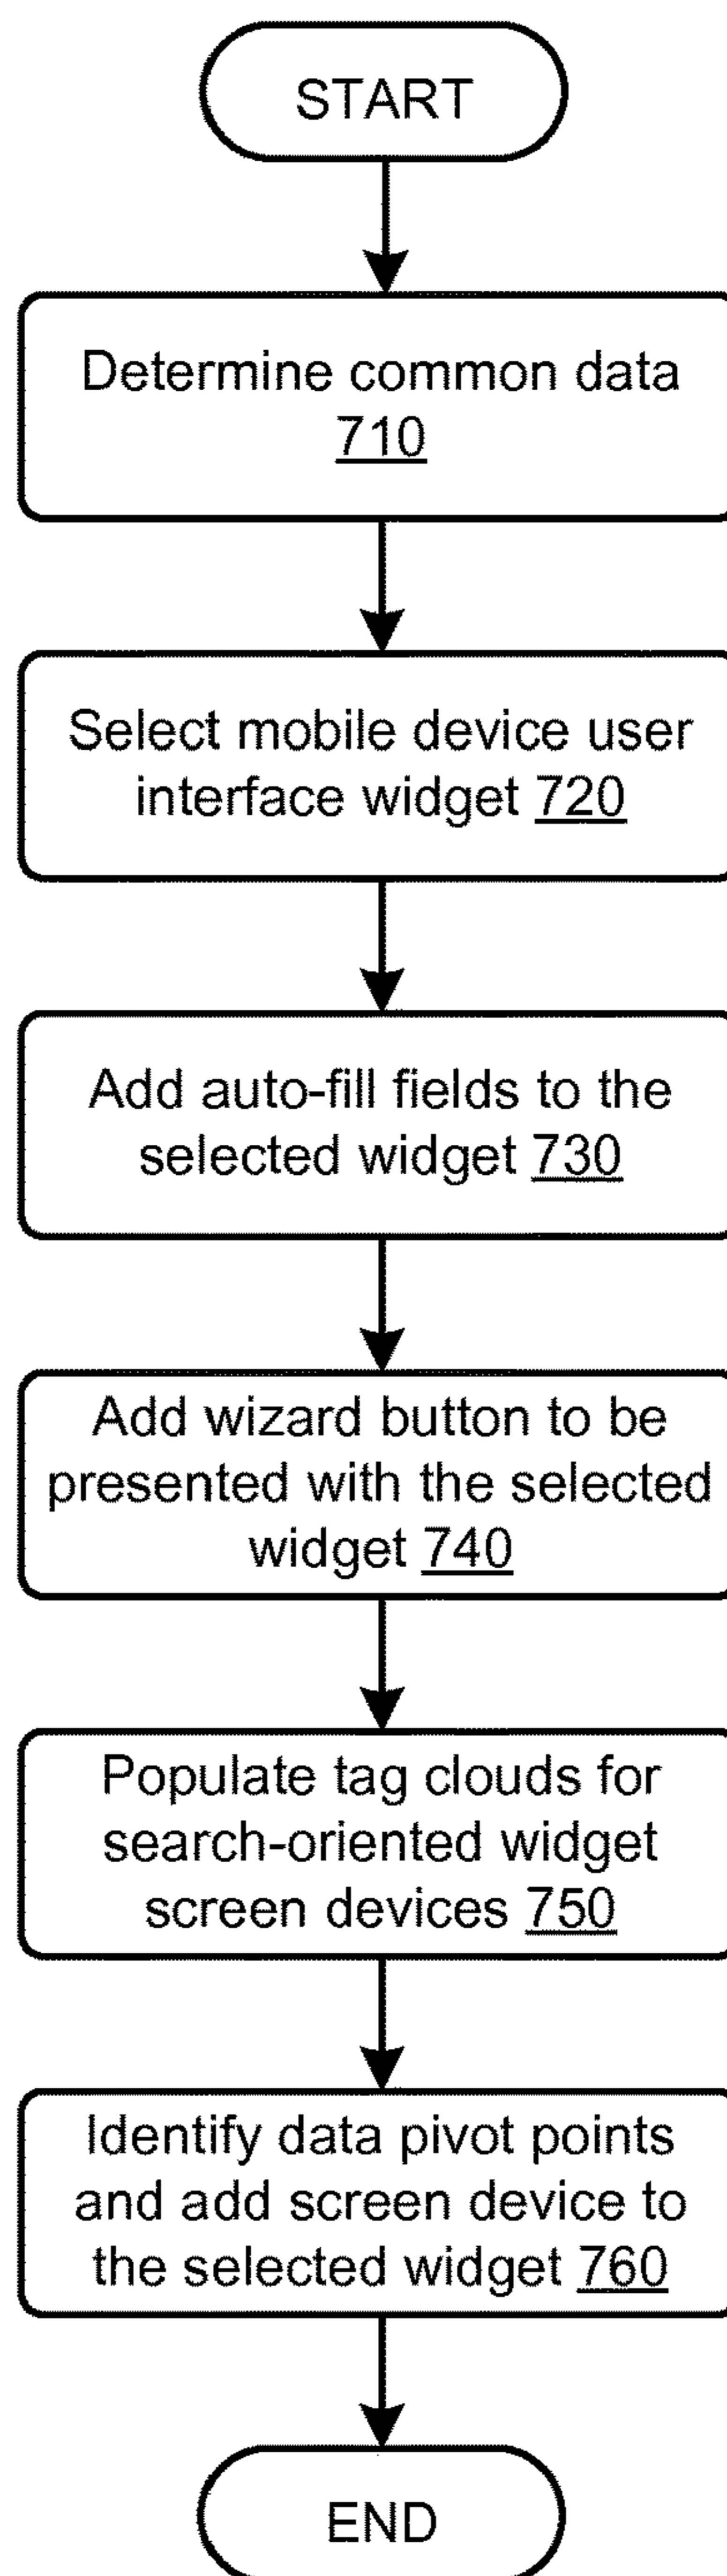 START
Determine common data
710
Select mobile device user
interface widget 720
Add auto-fill fields to the
selected widget 730
Add wizard button to be
presented with the selected
widget 740
Populate tag clouds for
search-oriented widget
screen devices 750
Identify data pivot points
and add screen device to
the selected widget 760
END